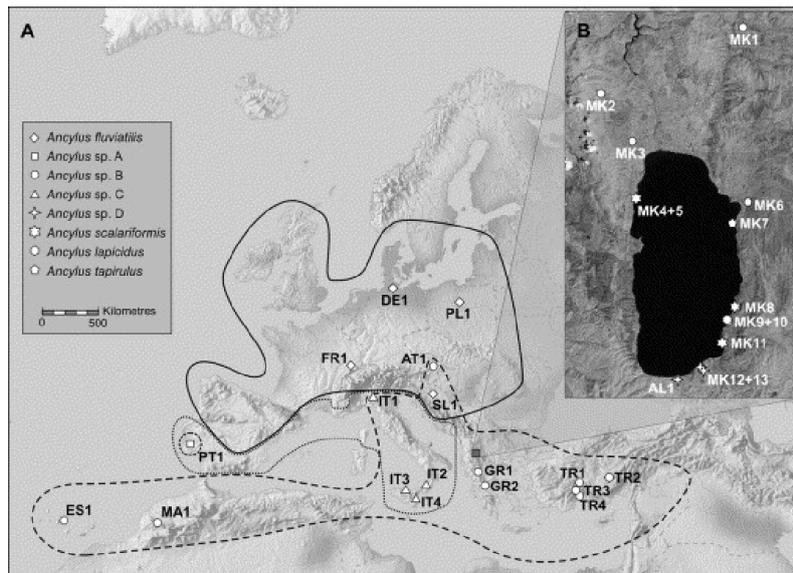 A
B
Ancylus fluviatilis
Ancylus sp. A
Ancylus sp. B
Ancylus sp. C
Ancylus sp. D
Ancylus scalariformis
Ancylus lapicidus
Ancylus tapirulus
Kilometres
0 500
MK1
MK2
MK3
MK4+5
MK6
MK7
MK8
MK9+10
MK11
MK12+13
AL1
DE1
PL1
FR1
AT1
IT1
SL1
PT1
IT2
IT3
IT4
GR1
GR2
TR1
TR2
TR3
TR4
ES1
MA1